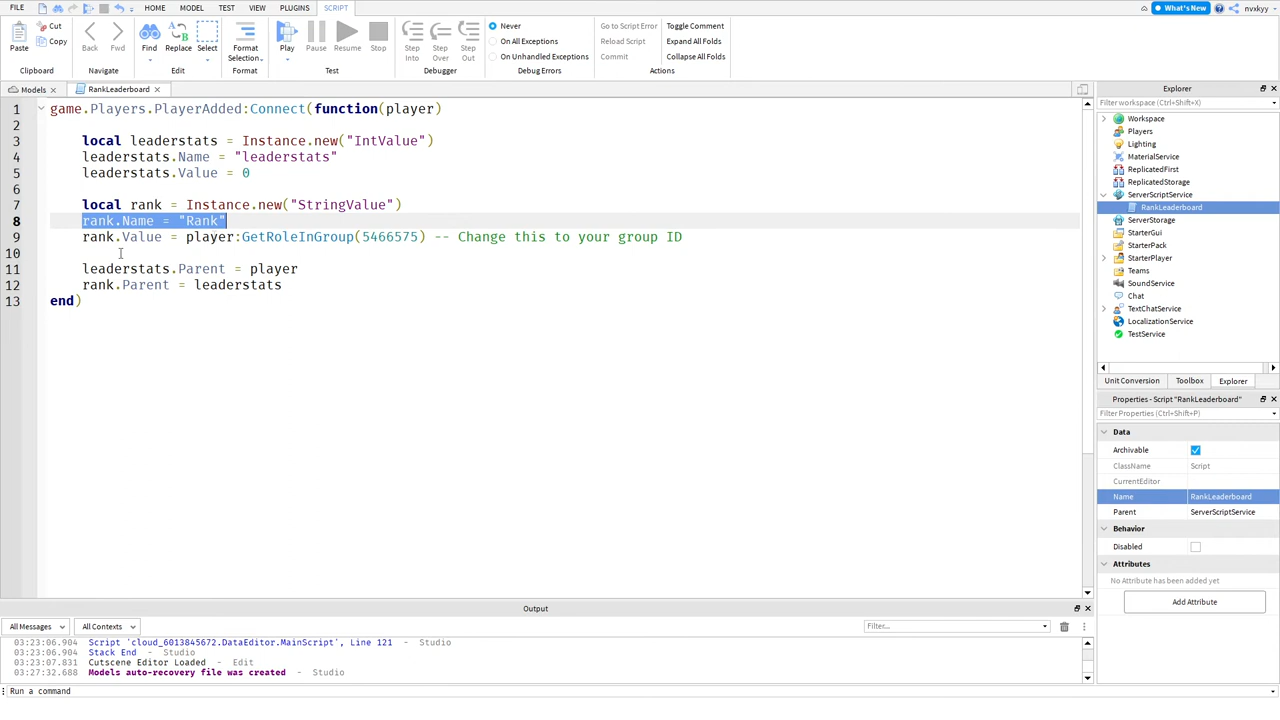 FILE HOME MODEL TEST VIEW PLUGINS SCRIPT What's New nvxkyy
Paste Cut Copy Back Fwd Find Replace Select Format Selection Play Pause Resume Stop Step Into Step Over Step Out Never On All Exceptions On Unhandled Exceptions Go to Script Error Reload Script Commit Toggle Comment Expand All Folds Collapse All Folds
Clipboard Navigate Edit Format Test Debugger Debug Errors Actions
Models RankLeaderboard
1 game.Players.PlayerAdded:Connect(function(player)
2
3 local leaderstats = Instance.new("IntValue")
4 leaderstats.Name = "leaderstats"
5 leaderstats.Value = 0
6
7 local rank = Instance.new("StringValue")
8 rank.Name = "Rank"
9 rank.Value = player:GetRoleInGroup(5466575) -- Change this to your group ID
10
11 leaderstats.Parent = player
12 rank.Parent = leaderstats
13 end)
Explorer
Filter workspace (Ctrl+Shift+X)
Workspace
Players
Lighting
MaterialService
ReplicatedFirst
ReplicatedStorage
ServerScriptService
RankLeaderboard
ServerStorage
StarterGui
StarterPack
StarterPlayer
Teams
SoundService
Chat
TextChatService
LocalizationService
TestService
Unit Conversion Toolbox Explorer
Properties - Script "RankLeaderboard"
Filter Properties (Ctrl+Shift+P)
Data
Archivable
ClassName Script
CurrentEditor
Name RankLeaderboard
Parent ServerScriptService
Behavior
Disabled
Attributes
No Attribute has been added yet
Add Attribute
Output
All Messages All Contexts Filter...
03:23:06.904 Script 'cloud_6013845672.DataEditor.MainScript', Line 121 - Studio
03:23:06.904 Stack End - Studio
03:23:07.831 Cutscene Editor Loaded - Edit
03:27:32.688 Models auto-recovery file was created - Studio
Run a command